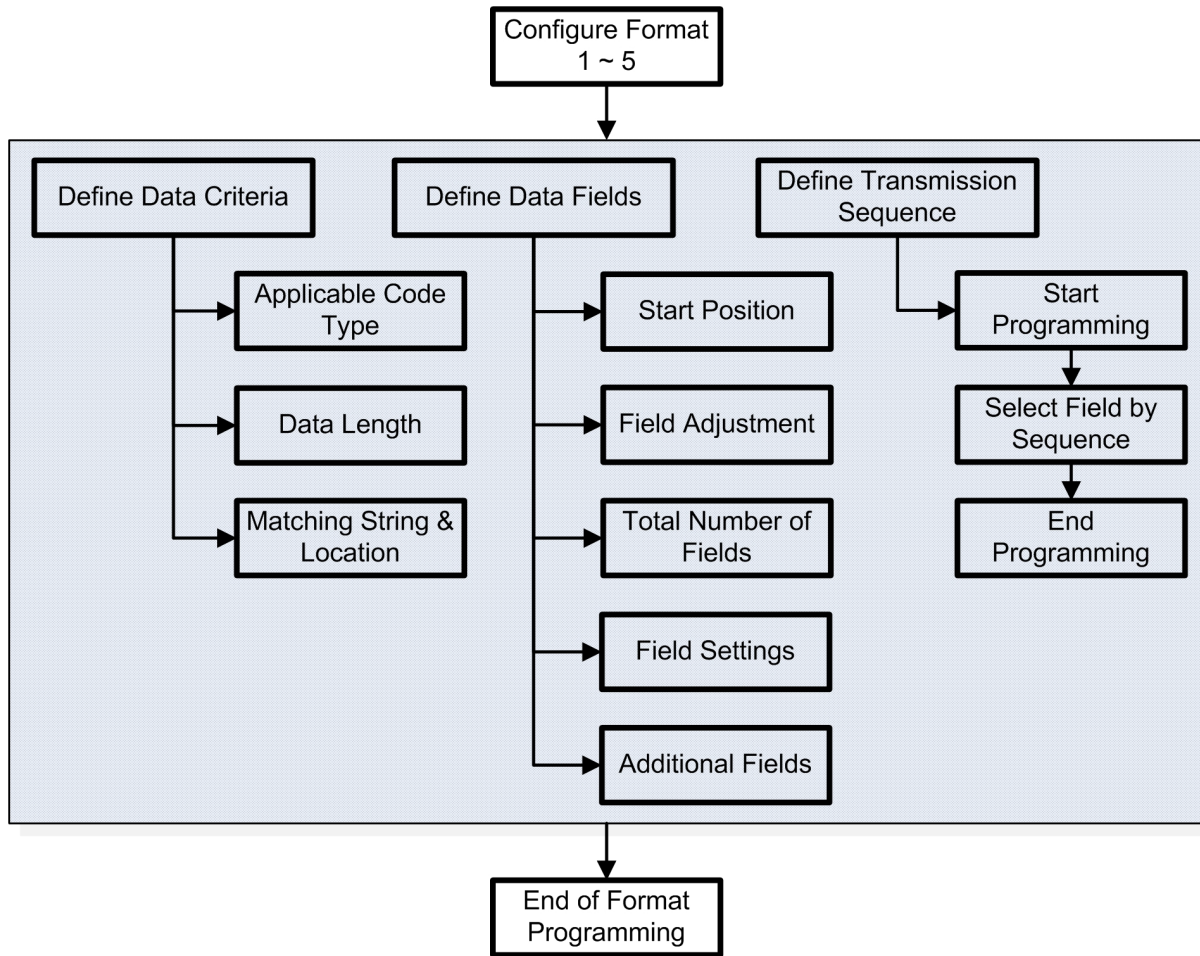 Configure Format
1 ~ 5
Define Data Criteria
Applicable Code
Type
Data Length
Matching String &
Location
Define Data Fields
Start Position
Field Adjustment
Total Number of
Fields
Field Settings
Additional Fields
Define Transmission
Sequence
Start
Programming
Select Field by
Sequence
End
Programming
End of Format
Programming